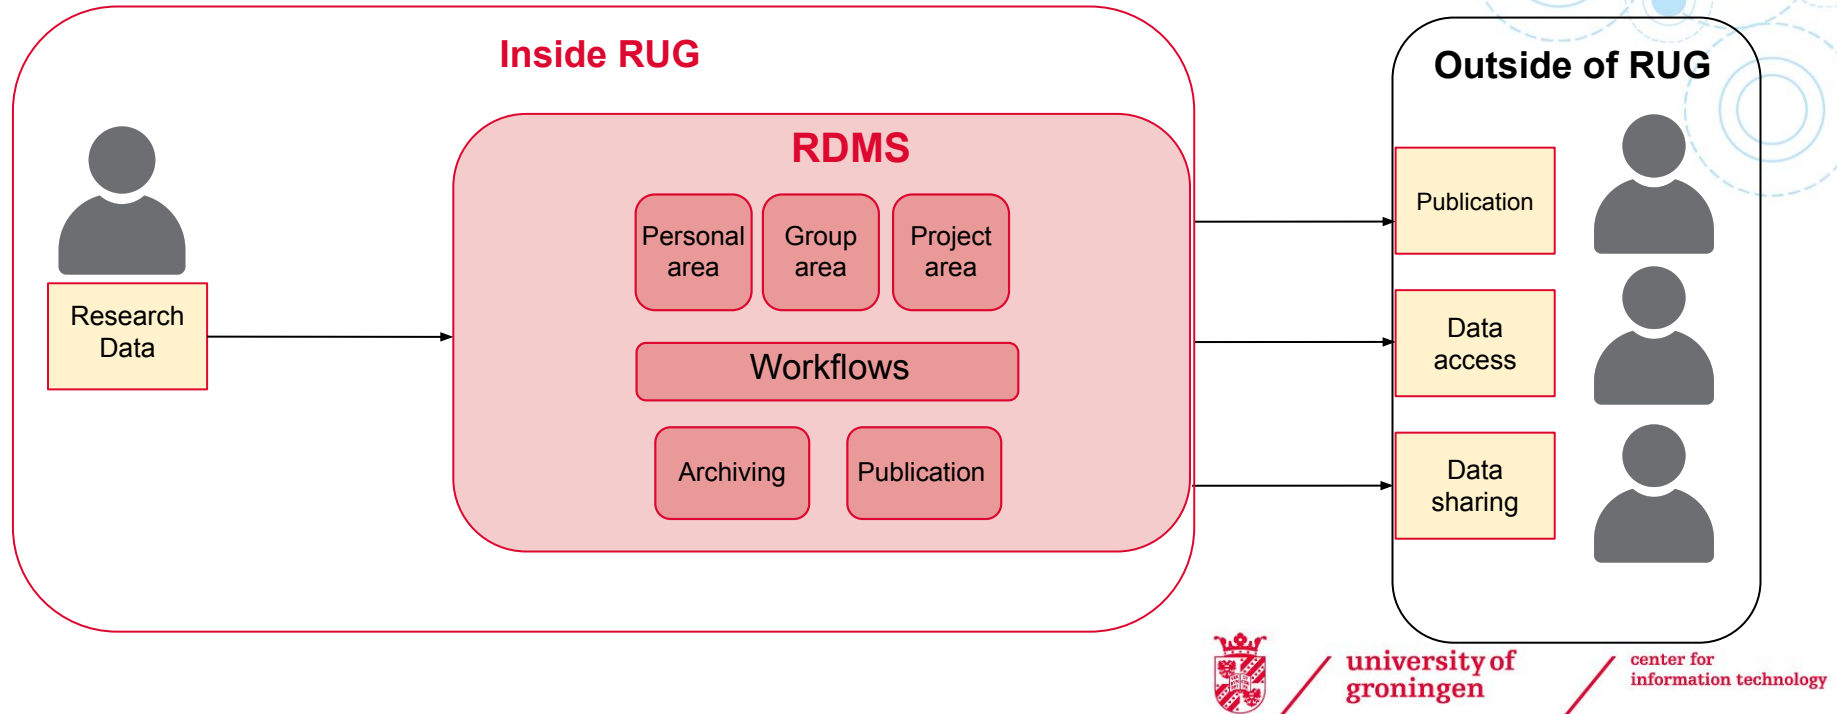 Inside RUG
Outside of RUG
RDMS
Research
Data
Personal
area
Group
area
Project
area
Workflows
Archiving
Publication
Publication
Data
access
Data
sharing
university of
groningen
center for
information technology